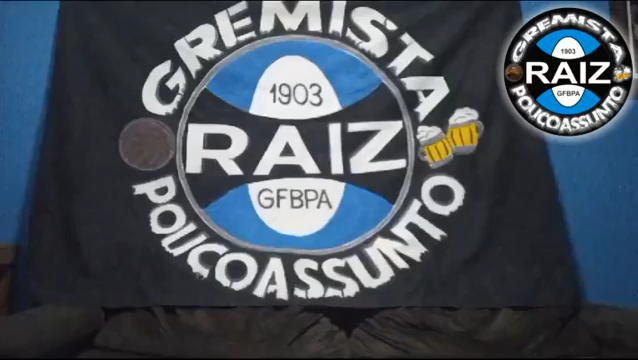 GREMISTA
1903
RAIZ
GFBPA
POUCOASSUNTO
GREMISTA
1903
RAIZ
GFBPA
POUCOASSUNTO